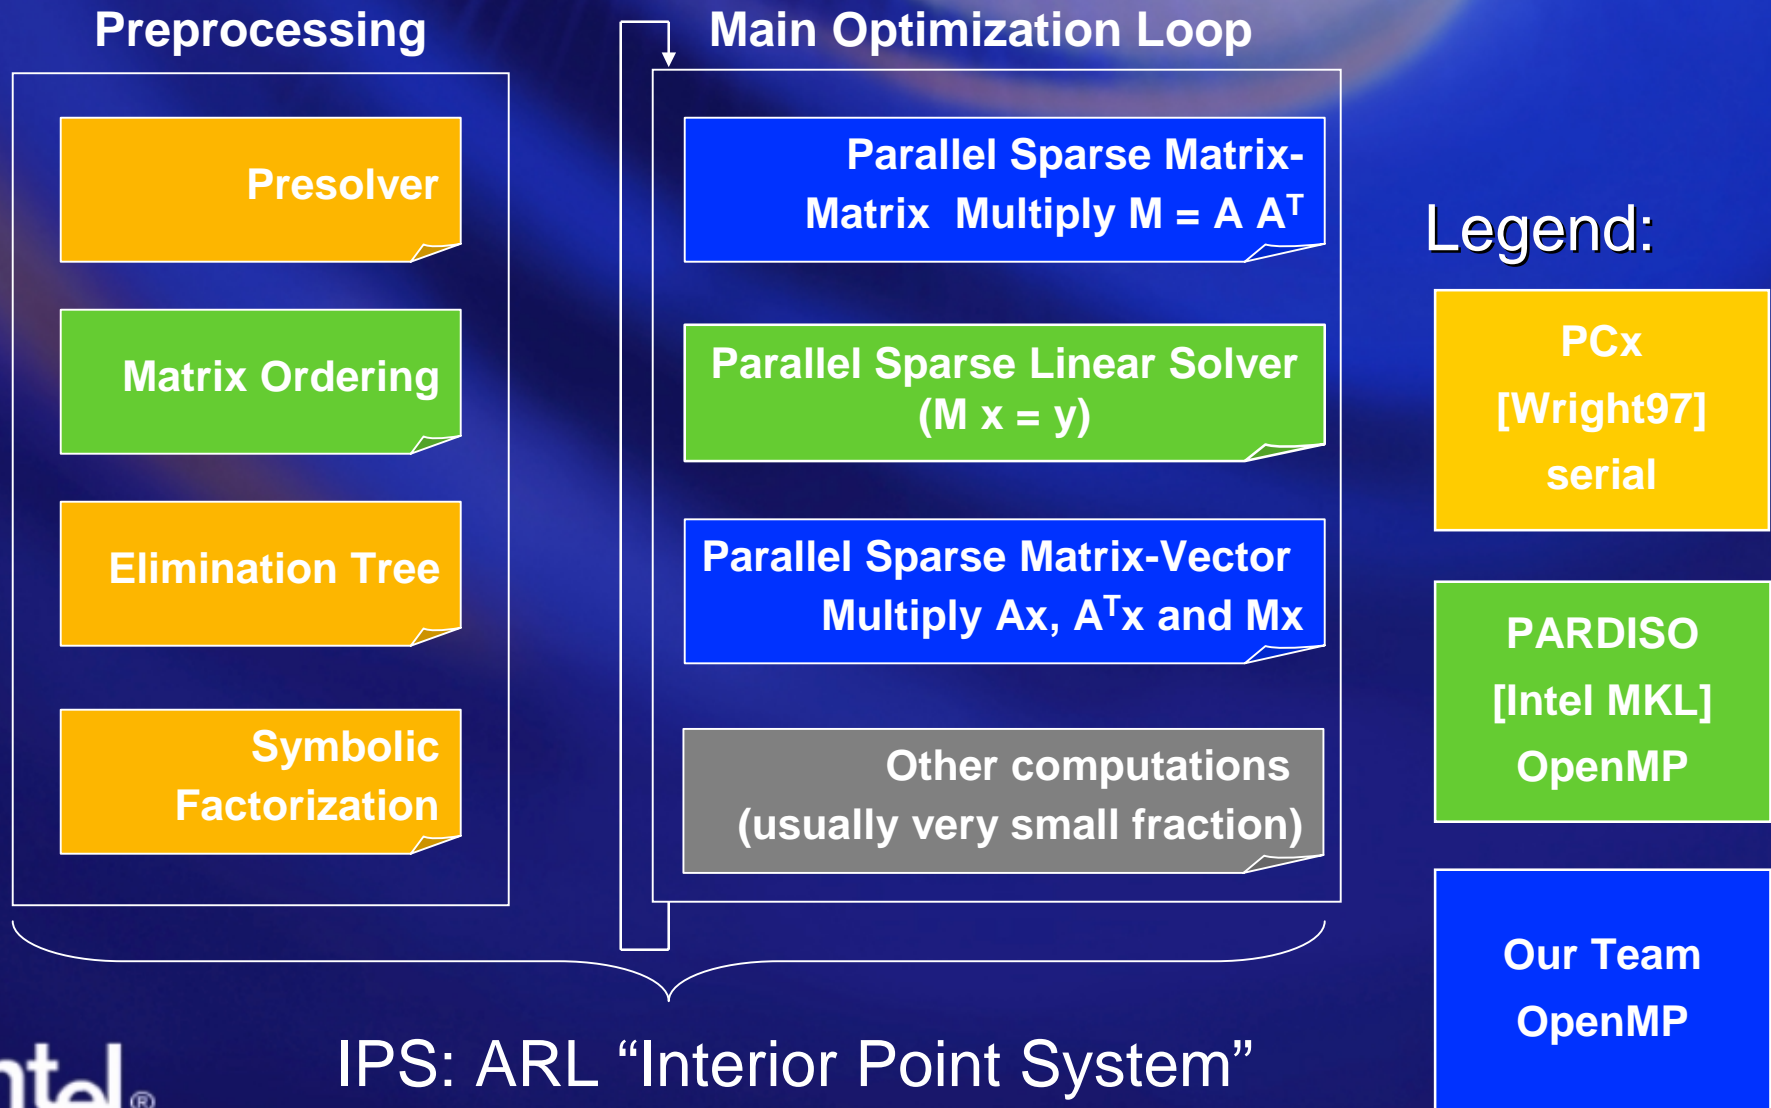 Preprocessing
Presolver
Matrix Ordering
Elimination Tree
Symbolic
Factorization
Main Optimization Loop
Parallel Sparse Matrix-
Matrix Multiply M = A Aᵀ
Parallel Sparse Linear Solver
(M x = y)
Parallel Sparse Matrix-Vector
Multiply Ax, Aᵀx and Mx
Other computations
(usually very small fraction)
Legend:
PCx
[Wright97]
serial
PARDISO
[Intel MKL]
OpenMP
Our Team
OpenMP
IPS: ARL “Interior Point System”
ntel®